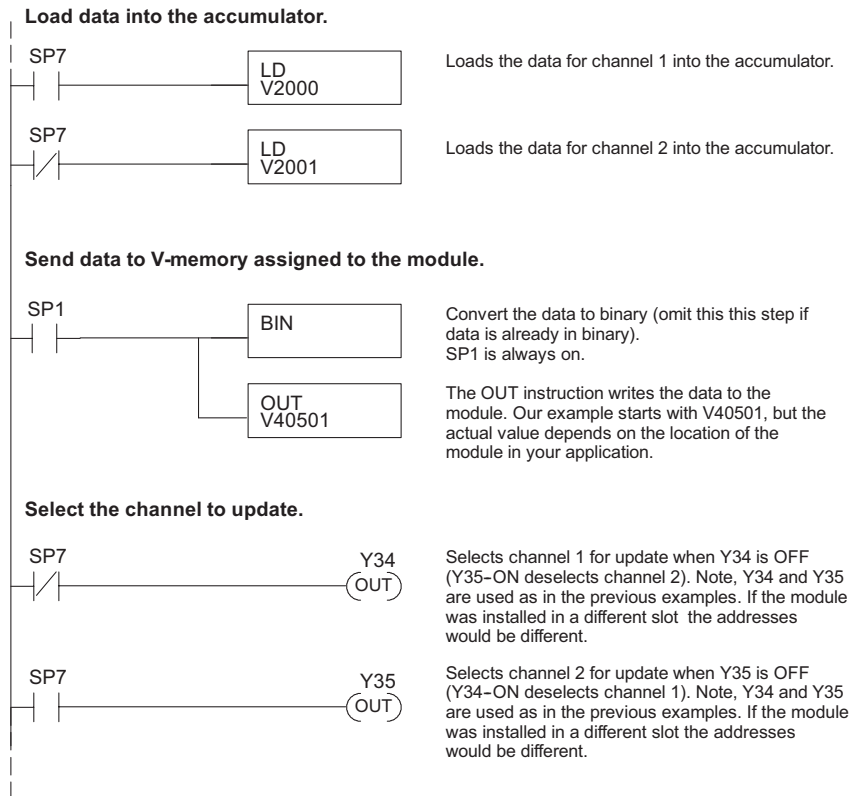 Load data into the accumulator.
SP7
LD
V2000
Loads the data for channel 1 into the accumulator.
SP7
LD
V2001
Loads the data for channel 2 into the accumulator.
Send data to V-memory assigned to the module.
SP1
BIN
Convert the data to binary (omit this this step if
data is already in binary).
SP1 is always on.
OUT
V40501
The OUT instruction writes the data to the
module. Our example starts with V40501, but the
actual value depends on the location of the
module in your application.
Select the channel to update.
SP7
Y34
OUT
Selects channel 1 for update when Y34 is OFF
(Y35-ON deselects channel 2). Note, Y34 and Y35
are used as in the previous examples. If the module
was installed in a different slot the addresses
would be different.
SP7
Y35
OUT
Selects channel 2 for update when Y35 is OFF
(Y34-ON deselects channel 1). Note, Y34 and Y35
are used as in the previous examples. If the module
was installed in a different slot the addresses
would be different.